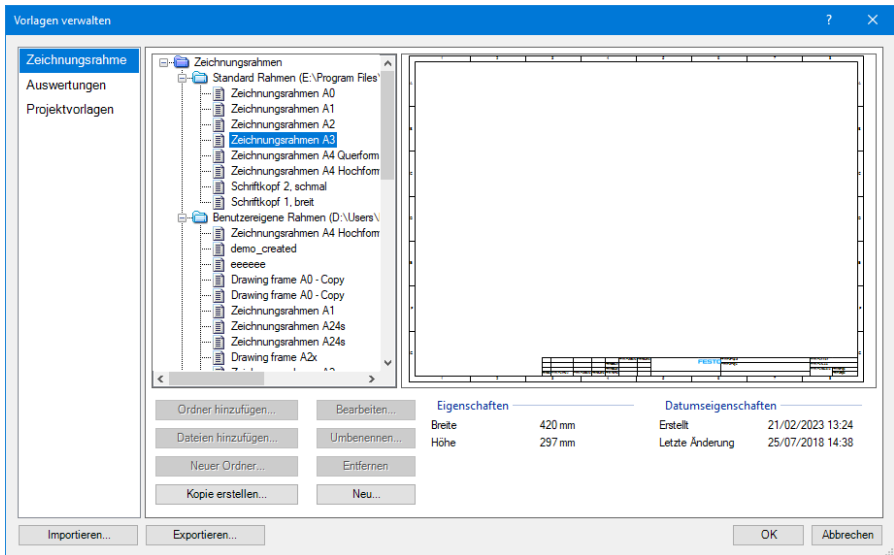 Vorlagen verwalten
Zeichnungsrahme
Auswertungen
Projektvorlagen
Zeichnungsrahmen
Standard Rahmen (E:\Program Files\
Zeichnungsrahmen A0
Zeichnungsrahmen A1
Zeichnungsrahmen A2
Zeichnungsrahmen A3
Zeichnungsrahmen A4 Querform
Zeichnungsrahmen A4 Hochform
Schriftkopf 2, schmal
Schriftkopf 1, breit
Benutzereigene Rahmen (D:\Users\
Zeichnungsrahmen A4 Hochform
demo_created
eeeeee
Drawing frame A0 - Copy
Drawing frame A0 - Copy
Zeichnungsrahmen A1
Zeichnungsrahmen A24s
Zeichnungsrahmen A24s
Drawing frame A2x
FESTO
Ordner hinzufügen...
Bearbeiten...
Dateien hinzufügen...
Umbenennen...
Neuer Ordner...
Entfernen
Kopie erstellen...
Neu...
Eigenschaften
Breite 420 mm
Höhe 297 mm
Datumseigenschaften
Erstellt 21/02/2023 13:24
Letzte Änderung 25/07/2018 14:38
Importieren...
Exportieren...
OK
Abbrechen